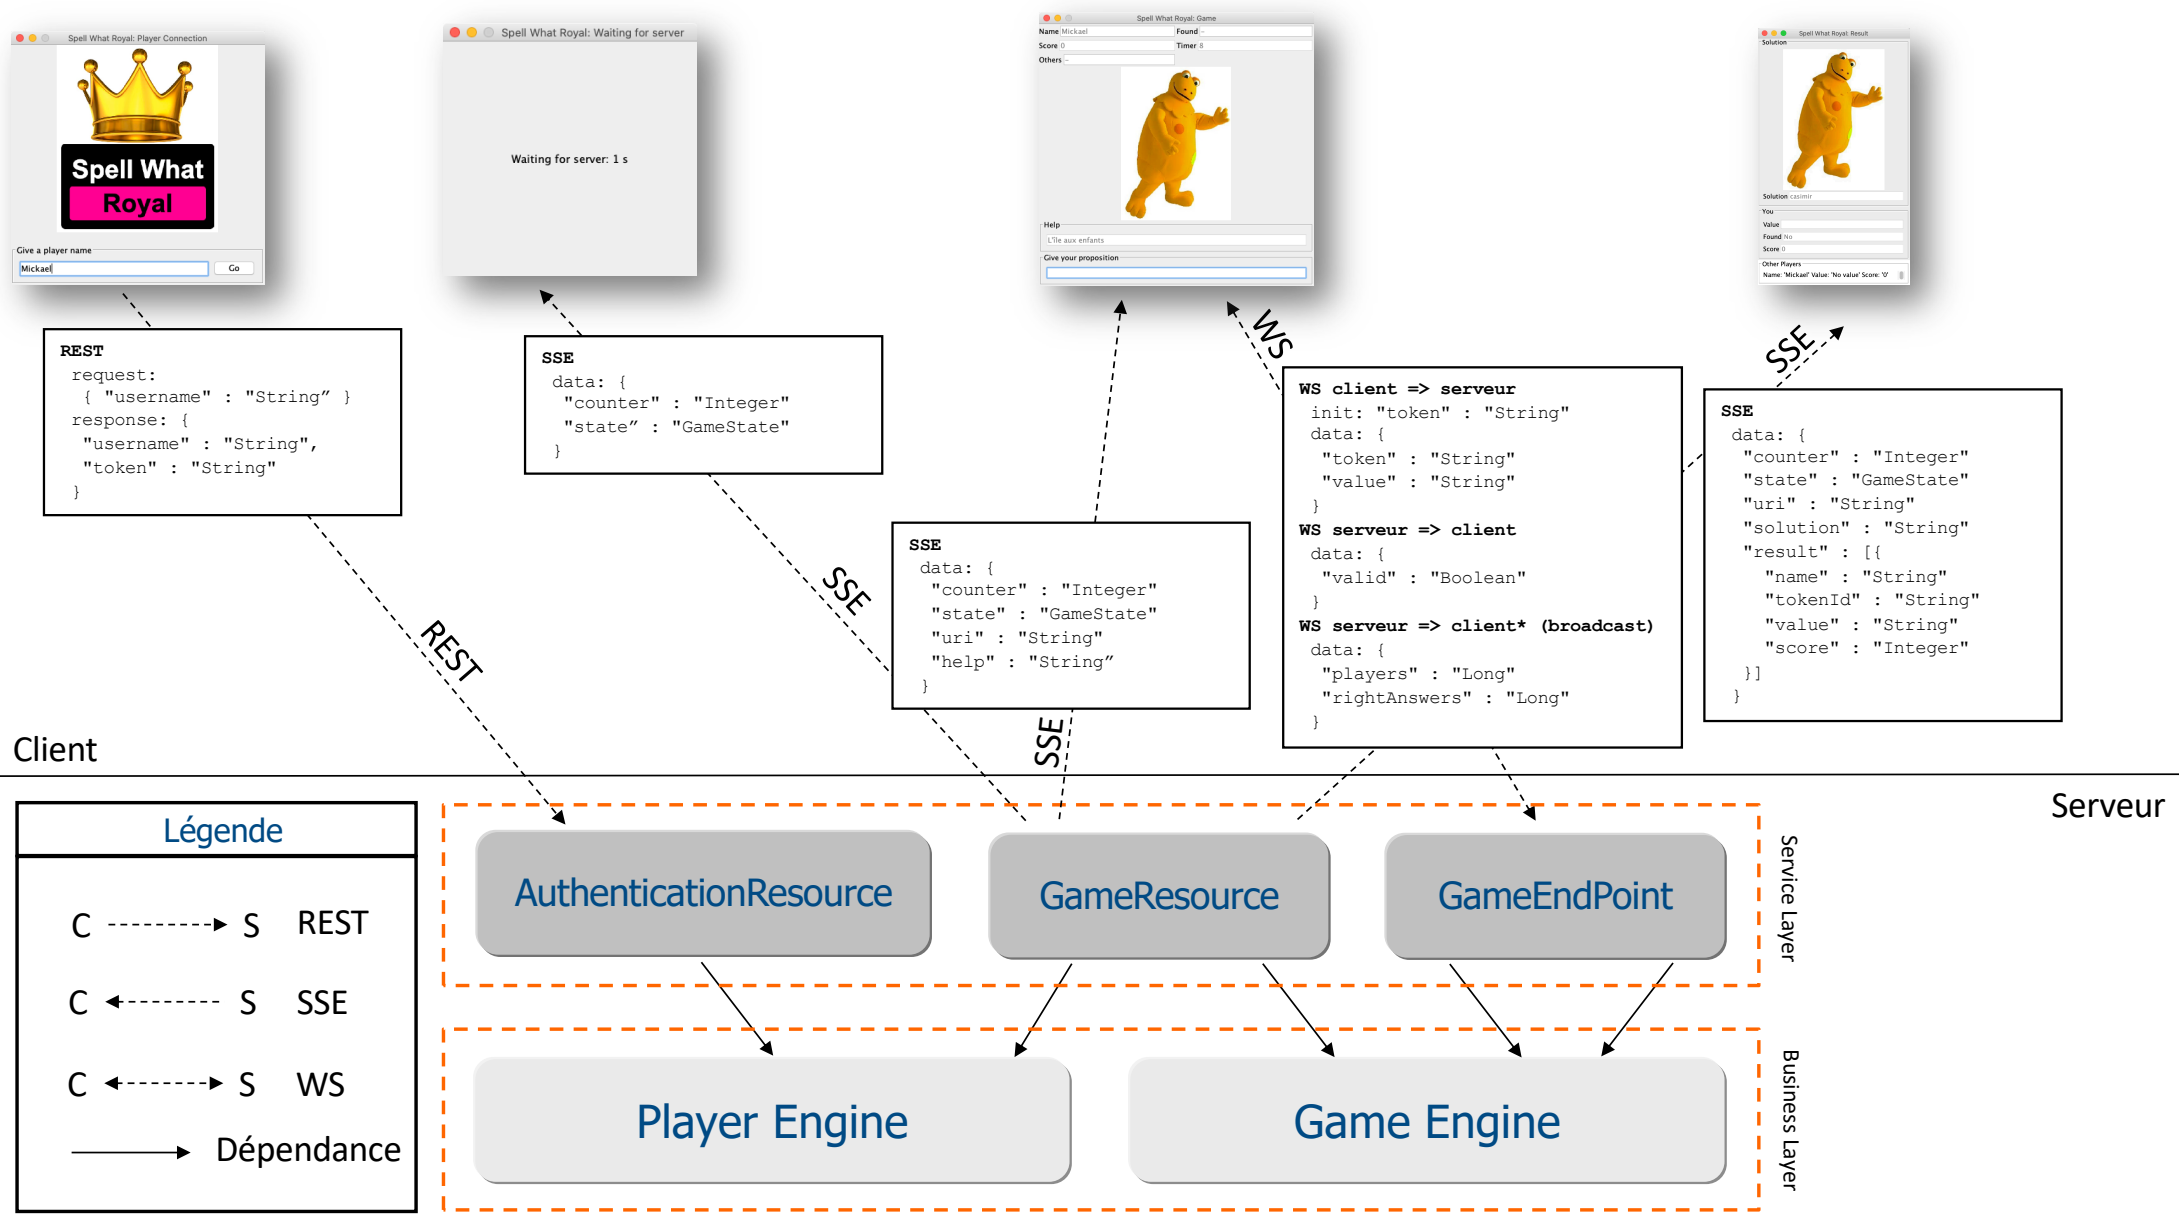 Spell What Royal: Player Connection
Spell What
Royal
Give a player name
Mickael
Go
Spell What Royal: Waiting for server
Waiting for server: 1 s
Spell What Royal: Game
Name Mickael
Found -
Score 0
Timer 8
Others -
Help
L'île aux enfants
Give your proposition
Spell What Royal: Result
Solution
Solution casimir
You
Value
Found No
Score 0
Other Players
Name: 'Mickael' Value: 'No value' Score: '0'
REST
request:
{ "username" : "String” }
response: {
"username" : "String",
"token" : "String"
}
REST
SSE
data: {
"counter" : "Integer"
"state” : "GameState"
}
SSE
SSE
data: {
"counter" : "Integer"
"state" : "GameState"
"uri" : "String"
"help" : "String”
}
SSE
WS
WS client => serveur
init: "token" : "String"
data: {
"token" : "String"
"value" : "String"
}
WS serveur => client
data: {
"valid" : "Boolean"
}
WS serveur => client* (broadcast)
data: {
"players" : "Long"
"rightAnswers" : "Long"
}
SSE
SSE
data: {
"counter" : "Integer"
"state" : "GameState"
"uri" : "String"
"solution" : "String"
"result" : [{
"name" : "String"
"tokenId" : "String"
"value" : "String"
"score" : "Integer"
}]
}
Client
Serveur
Légende
C S REST
C S SSE
C S WS
Dépendance
AuthenticationResource
GameResource
GameEndPoint
Service Layer
Player Engine
Game Engine
Business Layer